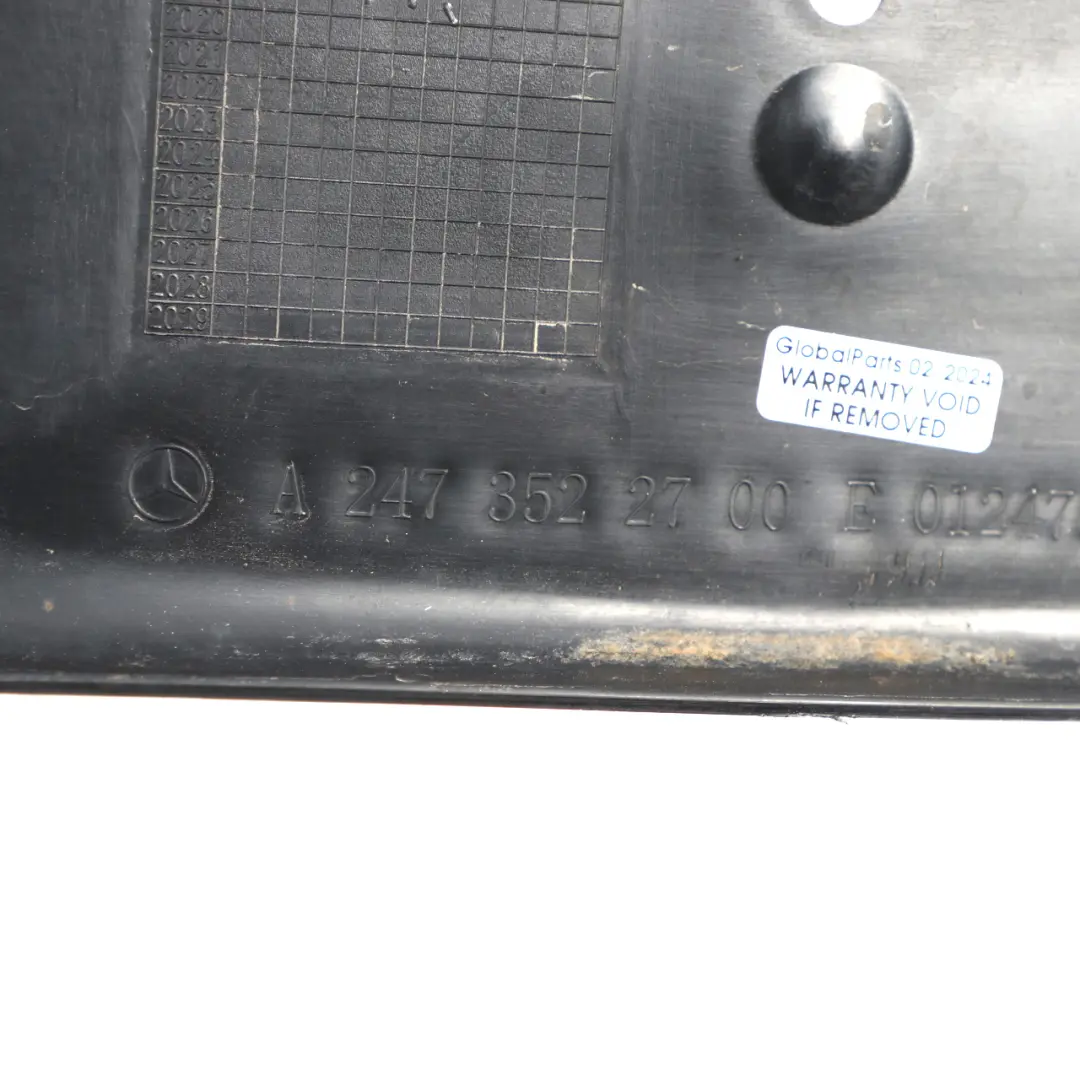 2020
2021
2022
2023
2024
2025
2026
2027
2028
2029
GlobalParts 02 2024
WARRANTY VOID
IF REMOVED
A 247 352 27 00 E 01247